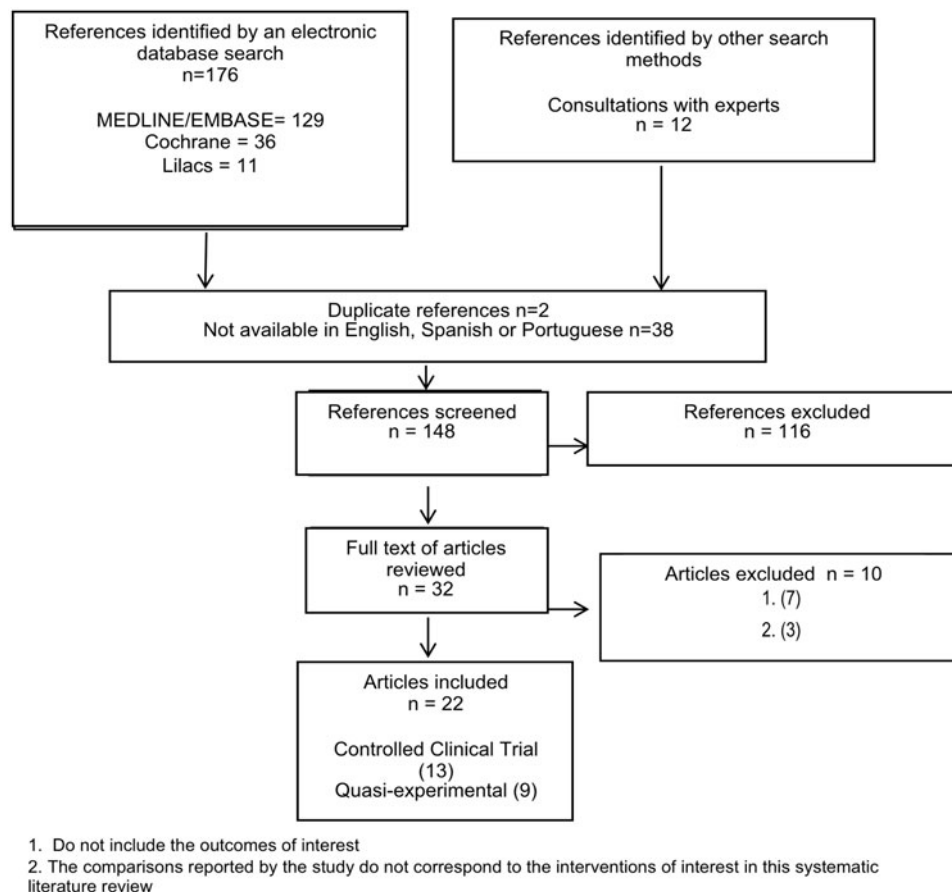 References identified by an electronic
database search
n=176
MEDLINE/EMBASE= 129
Cochrane = 36
Lilacs = 11
References identified by other search
methods
Consultations with experts
n = 12
Duplicate references n=2
Not available in English, Spanish or Portuguese n=38
References screened
n = 148
References excluded
n = 116
Full text of articles
reviewed
n = 32
Articles excluded n = 10
1. (7)
2. (3)
Articles included
n = 22
Controlled Clinical Trial
(13)
Quasi-experimental (9)
1. Do not include the outcomes of interest
2. The comparisons reported by the study do not correspond to the interventions of interest in this systematic
literature review